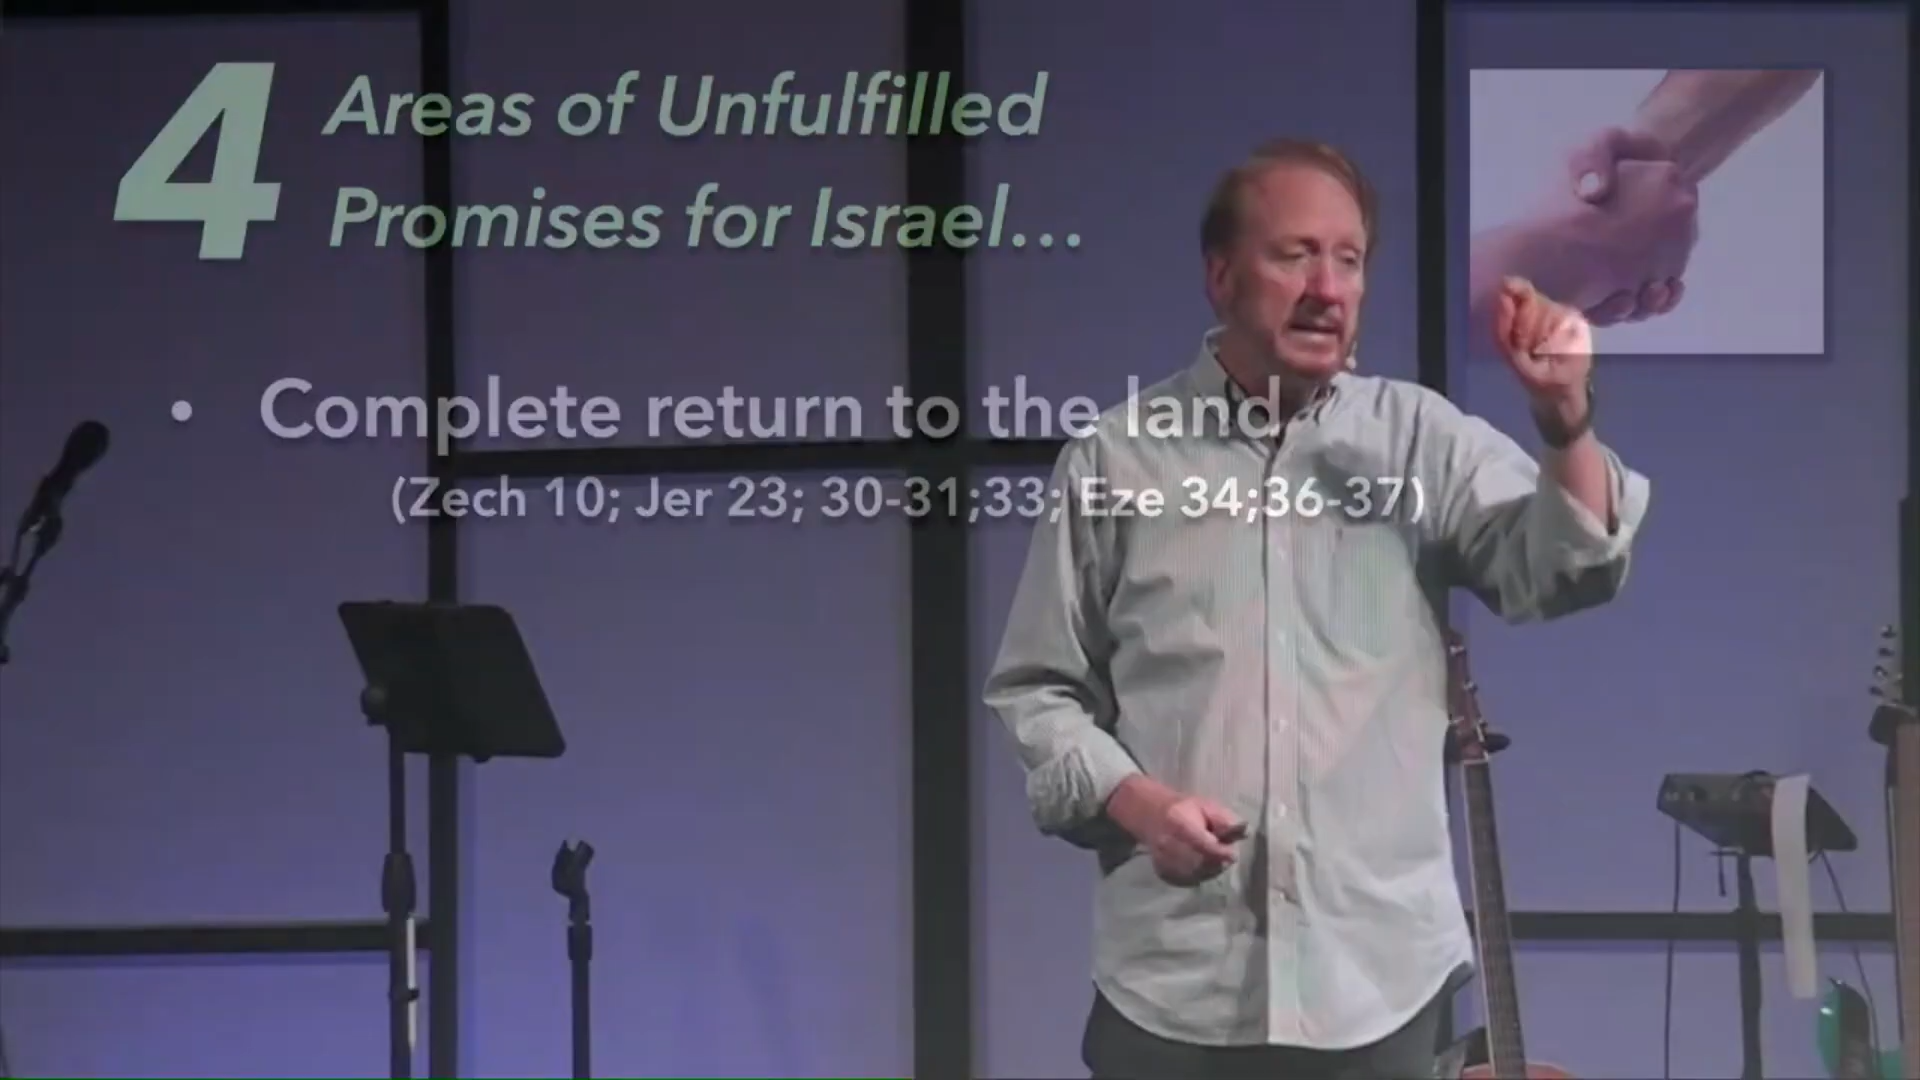 4 Areas of Unfulfilled
Promises for Israel...
• Complete return to the land
(Zech 10; Jer 23; 30-31;33; Eze 34;36-37)